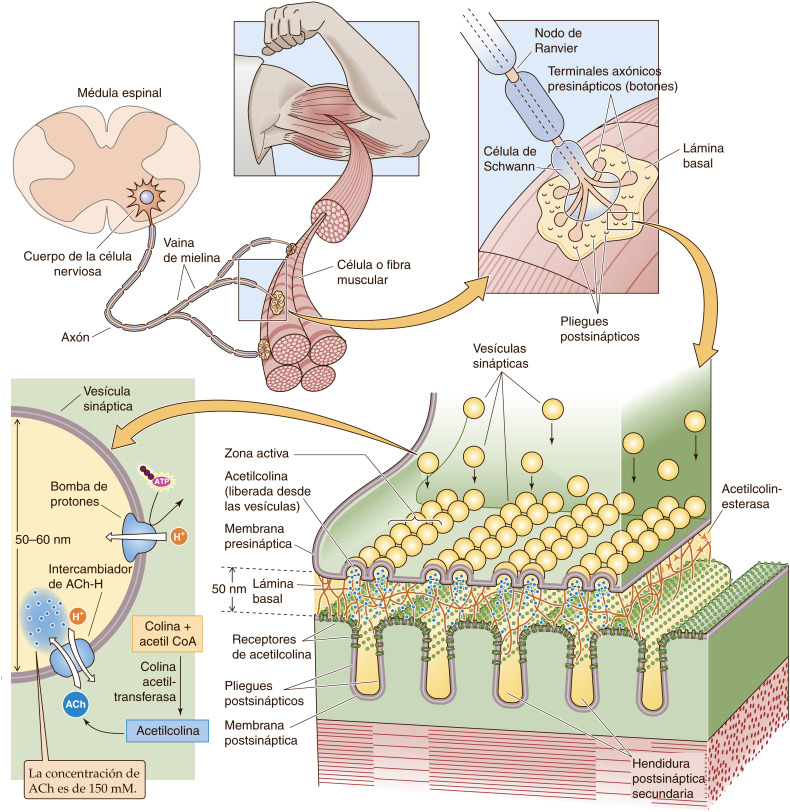 Médula espinal
Cuerpo de la célula
nerviosa
Vaina
de mielina
Axón
Célula o fibra
muscular
Nodo de
Ranvier
Terminales axónicos
presinápticos (botones)
Célula de
Schwann
Lámina
basal
Pliegues
postsinápticos
Vesícula
sináptica
Bomba de
protones
ATP
H+
50–60 nm
Intercambiador
de ACh-H
H+
ACh
Colina +
acetil CoA
Colina
acetil-
transferasa
Acetilcolina
La concentración de
ACh es de 150 mM.
Vesículas
sinápticas
Zona activa
Acetilcolina
(liberada desde
las vesículas)
Membrana
presináptica
50 nm
Lámina
basal
Receptores
de acetilcolina
Pliegues
postsinápticos
Membrana
postsináptica
Acetilcolin-
esterasa
Hendidura
postsináptica
secundaria